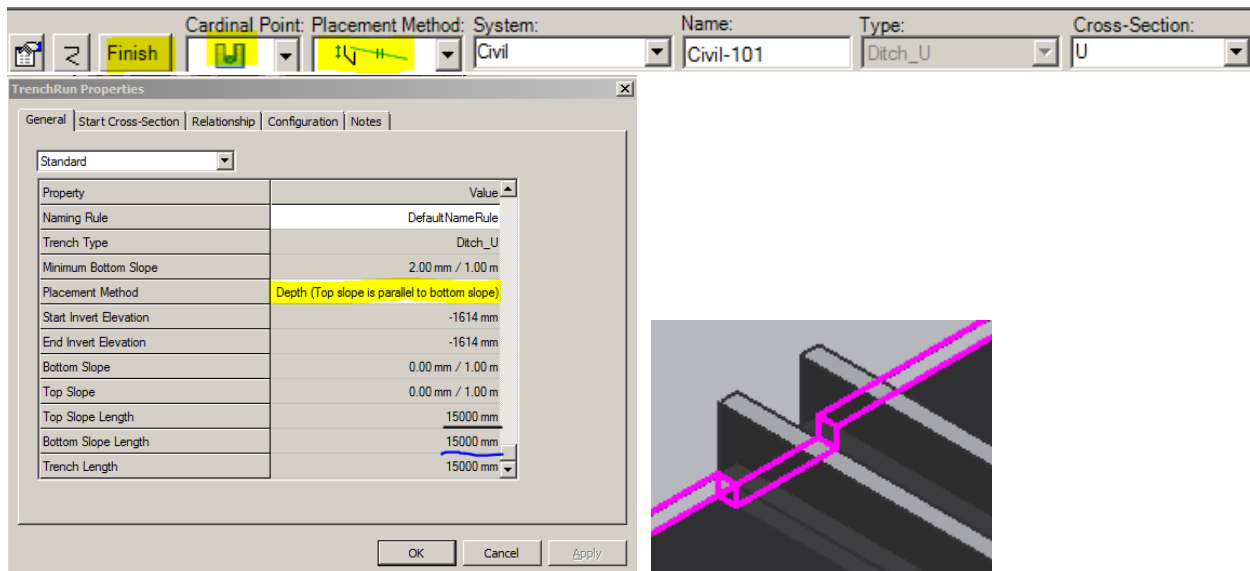 Cardinal Point: Placement Method: System: Name: Type: Cross-Section:
Finish Civil Civil-101 Ditch_U U
TrenchRun Properties
General Start Cross-Section Relationship Configuration Notes
Standard
Property Value
Naming Rule DefaultNameRule
Trench Type Ditch_U
Minimum Bottom Slope 2.00 mm / 1.00 m
Placement Method Depth (Top slope is parallel to bottom slope)
Start Invert Elevation -1614 mm
End Invert Elevation -1614 mm
Bottom Slope 0.00 mm / 1.00 m
Top Slope 0.00 mm / 1.00 m
Top Slope Length 15000 mm
Bottom Slope Length 15000 mm
Trench Length 15000 mm
OK Cancel Apply